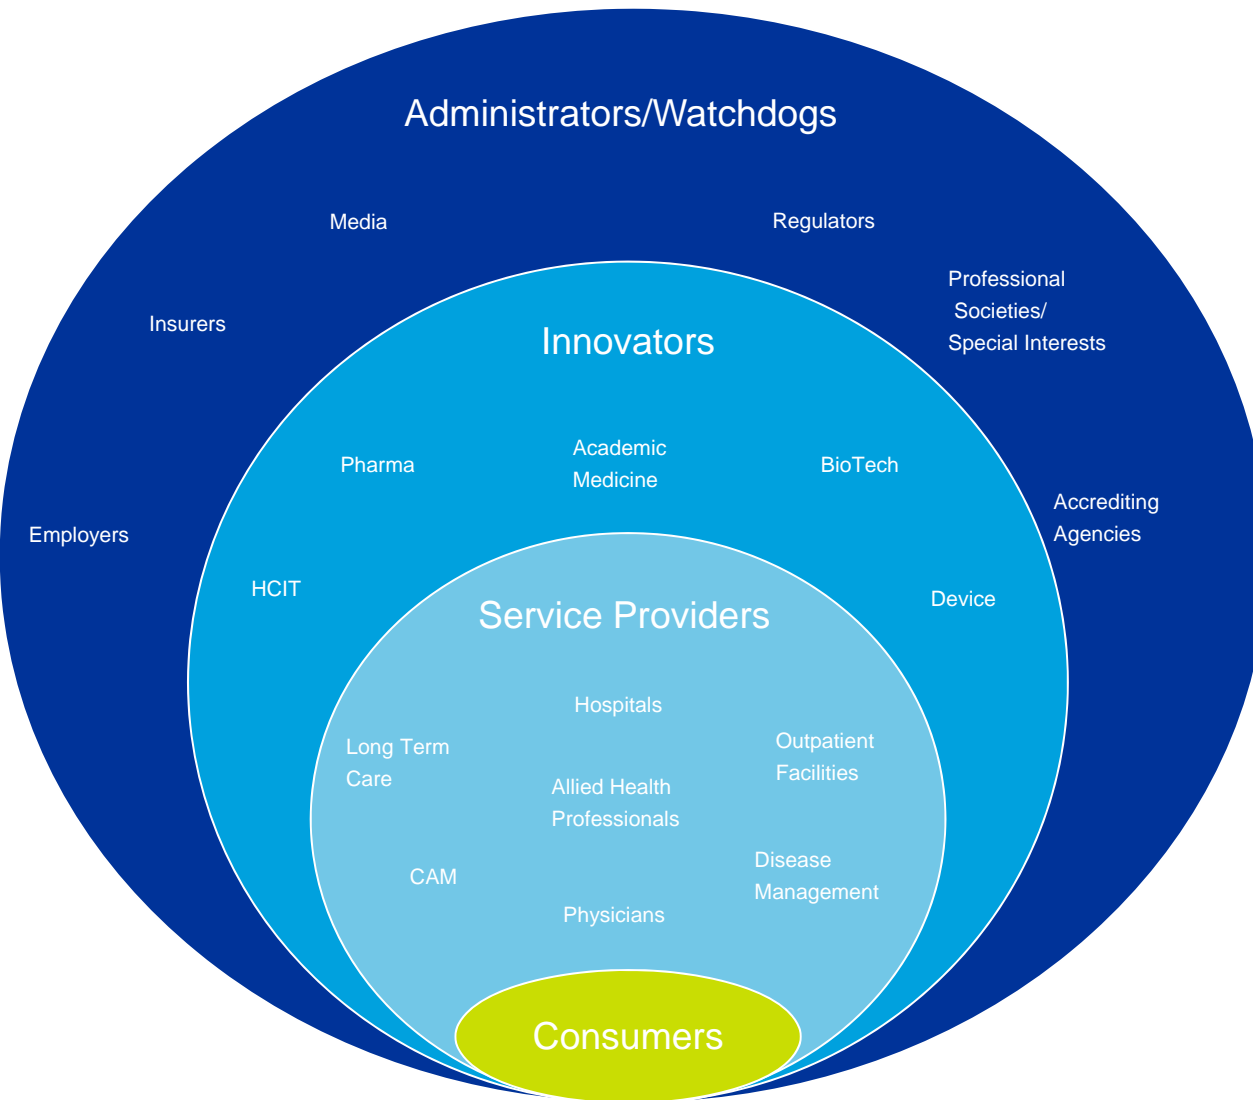 Administrators/Watchdogs
Media
Regulators
Professional
Societies/
Special Interests
Insurers
Innovators
Pharma
Academic
Medicine
BioTech
Accrediting
Agencies
Employers
HCIT
Device
Service Providers
Hospitals
Long Term
Care
Outpatient
Facilities
Allied Health
Professionals
CAM
Disease
Management
Physicians
Consumers